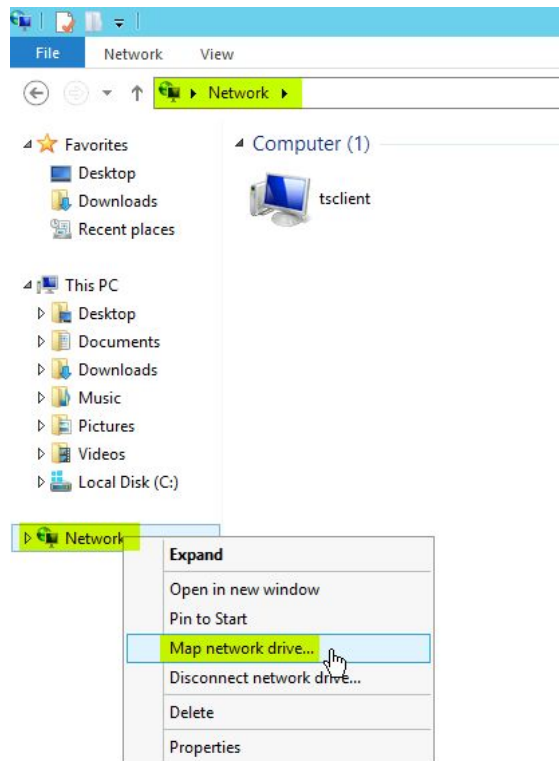 File Network View
Network
Favorites
Desktop
Downloads
Recent places
This PC
Desktop
Documents
Downloads
Music
Pictures
Videos
Local Disk (C:)
Network
Computer (1)
tsclient
Expand
Open in new window
Pin to Start
Map network drive...
Disconnect network drive...
Delete
Properties